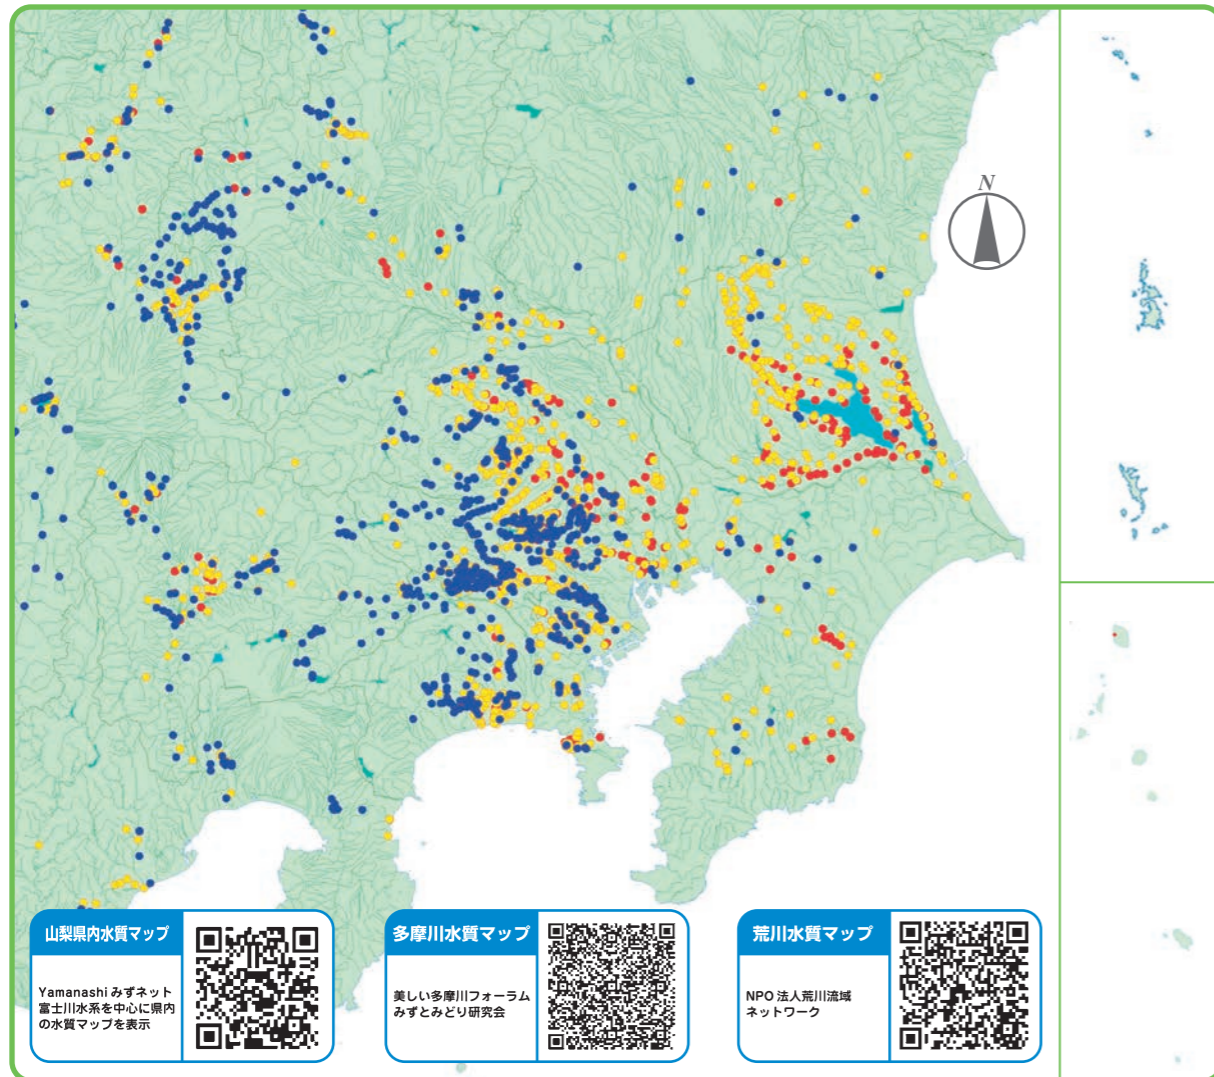 N
山梨県内水質マップ
Yamanashi みずネット
富士川水系を中心に県内
の水質マップを表示
多摩川水質マップ
美しい多摩川フォーラム
みずとみどり研究会
荒川水質マップ
NPO 法人荒川流域
ネットワーク